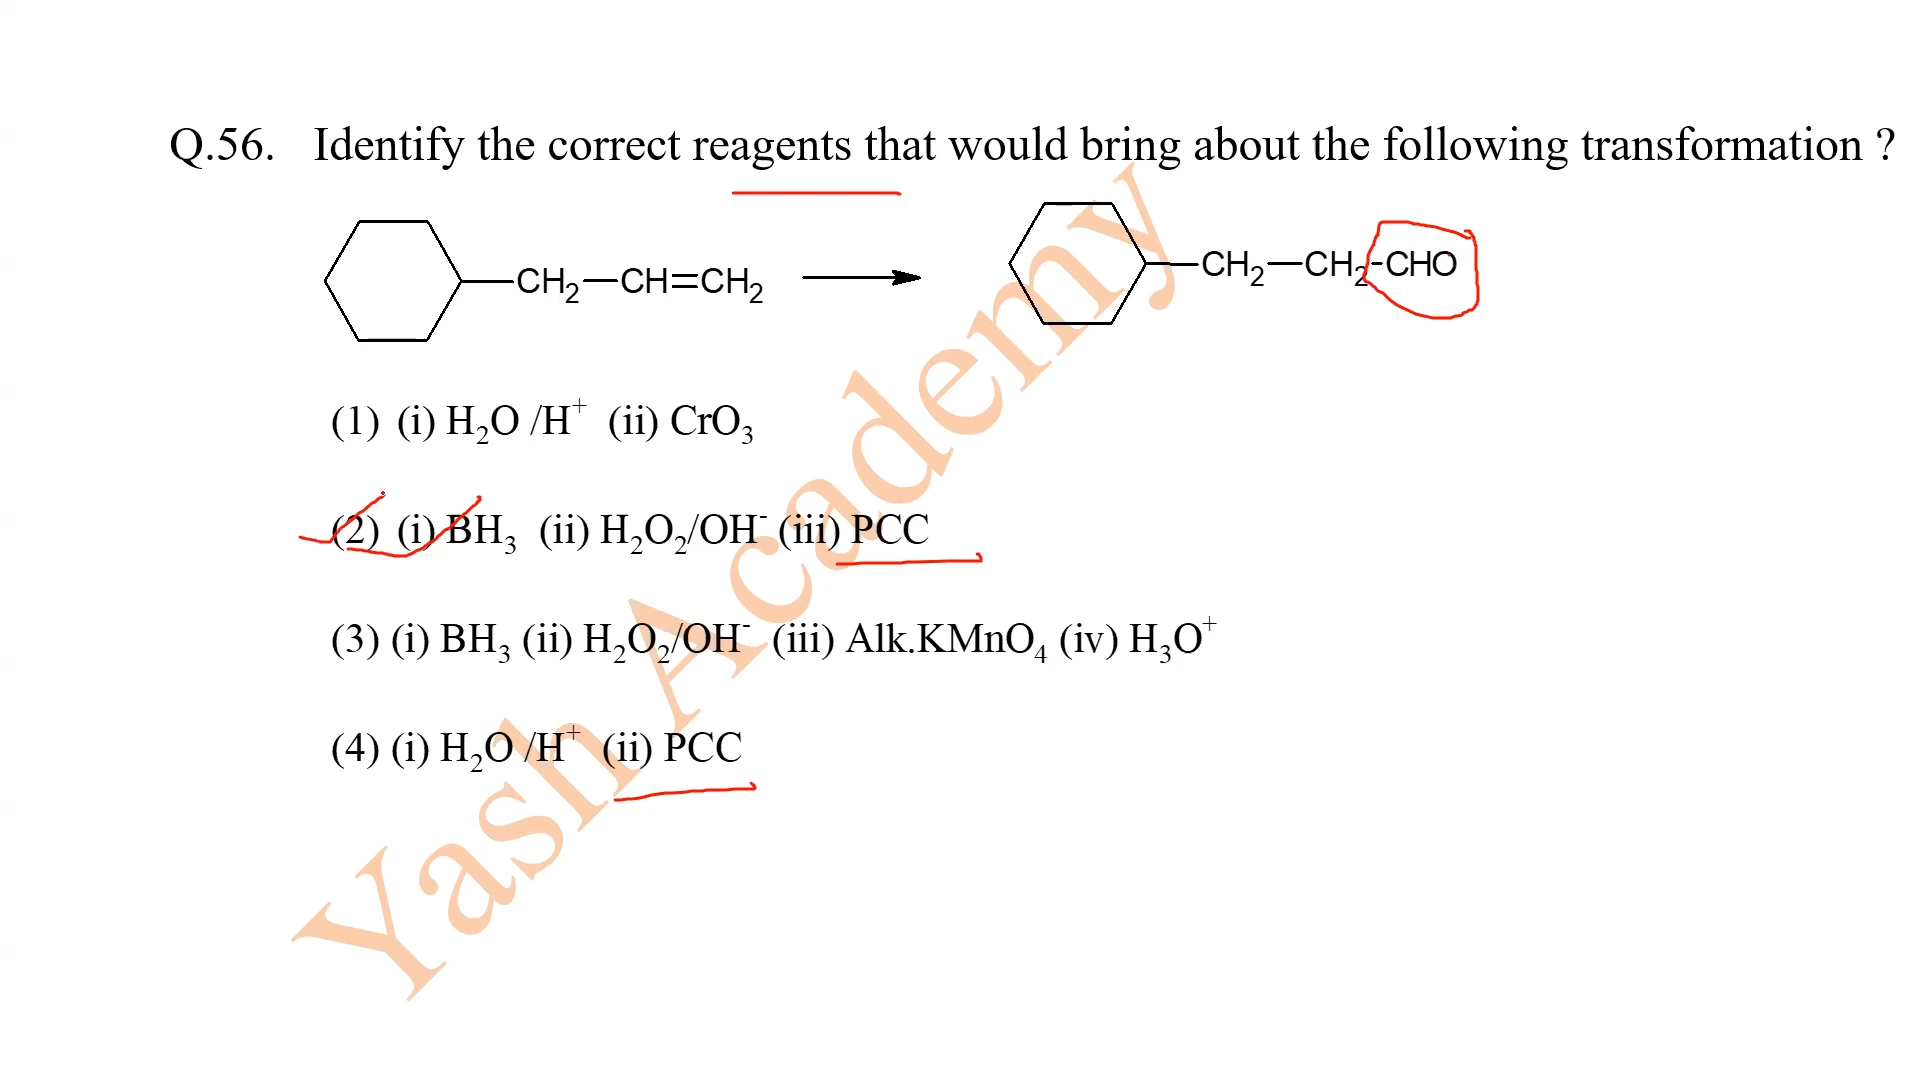 Q.56. Identify the correct reagents that would bring about the following transformation ?
CH₂—CH=CH₂ CH₂—CH₂-CHO
(1) (i) H₂O /H⁺ (ii) CrO₃
(2) (i) BH₃ (ii) H₂O₂/OH⁻ (iii) PCC
(3) (i) BH₃ (ii) H₂O₂/OH⁻ (iii) Alk.KMnO₄ (iv) H₃O⁺
(4) (i) H₂O /H⁺ (ii) PCC
Yash Academy